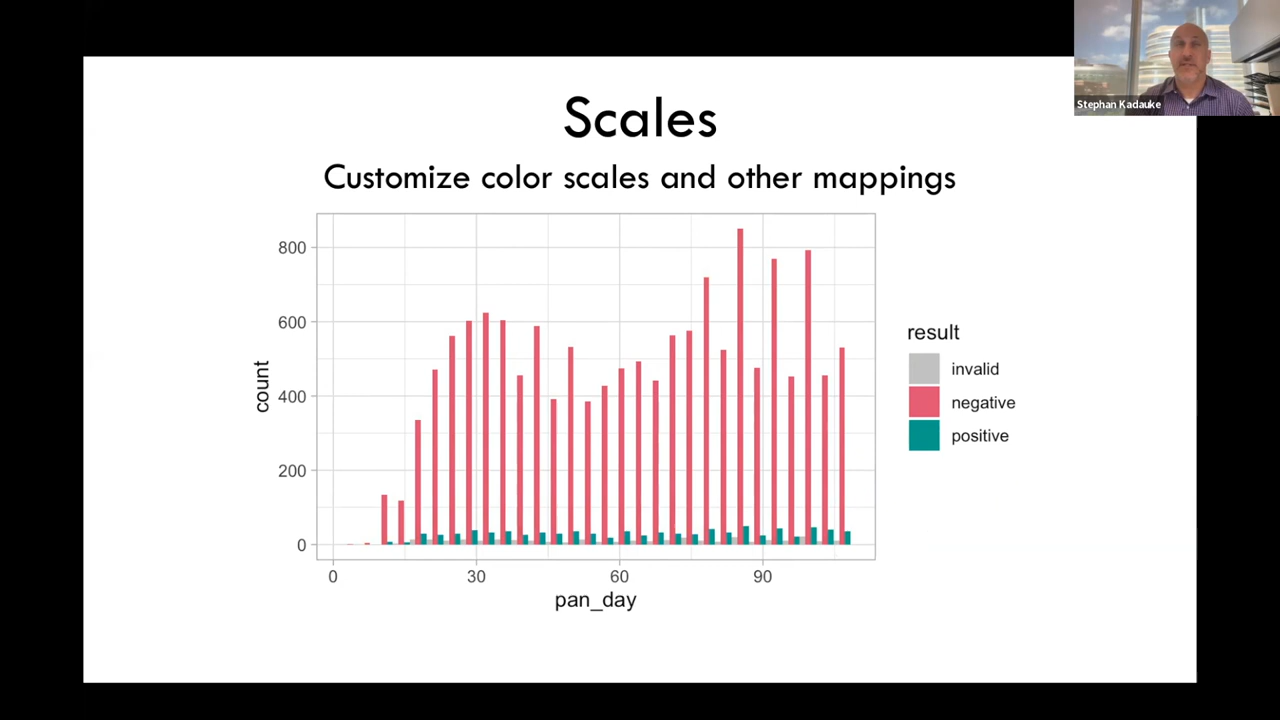 Stephan Kadauke
Scales
Customize color scales and other mappings
800
600
400
200
0
count
0 30 60 90
pan_day
result
invalid
negative
positive